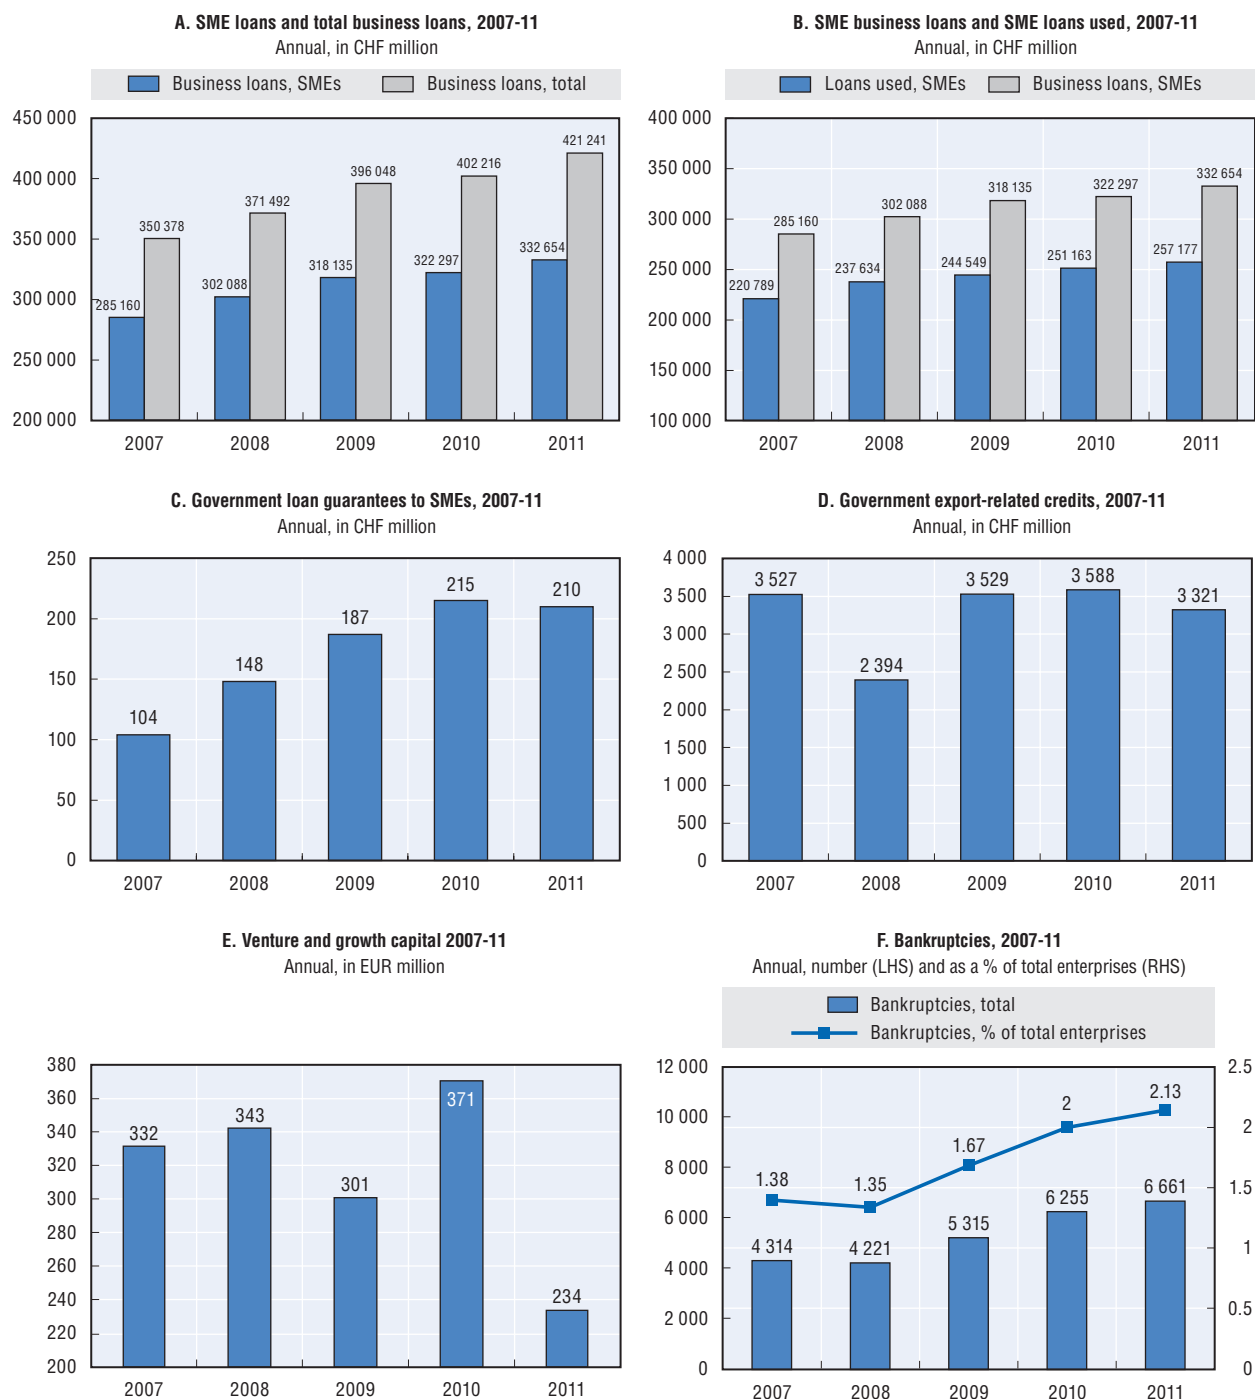 A. SME loans and total business loans, 2007-11
Annual, in CHF million
Business loans, SMEs Business loans, total
450 000
400 000
350 000
300 000
250 000
200 000
285 160 350 378 302 088 371 492 318 135 396 048 322 297 402 216 332 654 421 241
2007 2008 2009 2010 2011
B. SME business loans and SME loans used, 2007-11
Annual, in CHF million
Loans used, SMEs Business loans, SMEs
400 000
350 000
300 000
250 000
200 000
150 000
100 000
220 789 285 160 237 634 302 088 244 549 318 135 251 163 322 297 257 177 332 654
2007 2008 2009 2010 2011
C. Government loan guarantees to SMEs, 2007-11
Annual, in CHF million
250
200
150
100
50
0
104 148 187 215 210
2007 2008 2009 2010 2011
D. Government export-related credits, 2007-11
Annual, in CHF million
4 000
3 500
3 000
2 500
2 000
1 500
1 000
500
0
3 527 2 394 3 529 3 588 3 321
2007 2008 2009 2010 2011
E. Venture and growth capital 2007-11
Annual, in EUR million
380
360
340
320
300
280
260
240
220
200
332 343 301 371 234
2007 2008 2009 2010 2011
F. Bankruptcies, 2007-11
Annual, number (LHS) and as a % of total enterprises (RHS)
Bankruptcies, total
Bankruptcies, % of total enterprises
12 000
10 000
8 000
6 000
4 000
2 000
0
2.5
2
1.5
1
0.5
0
1.38 1.35 1.67 2 2.13
4 314 4 221 5 315 6 255 6 661
2007 2008 2009 2010 2011